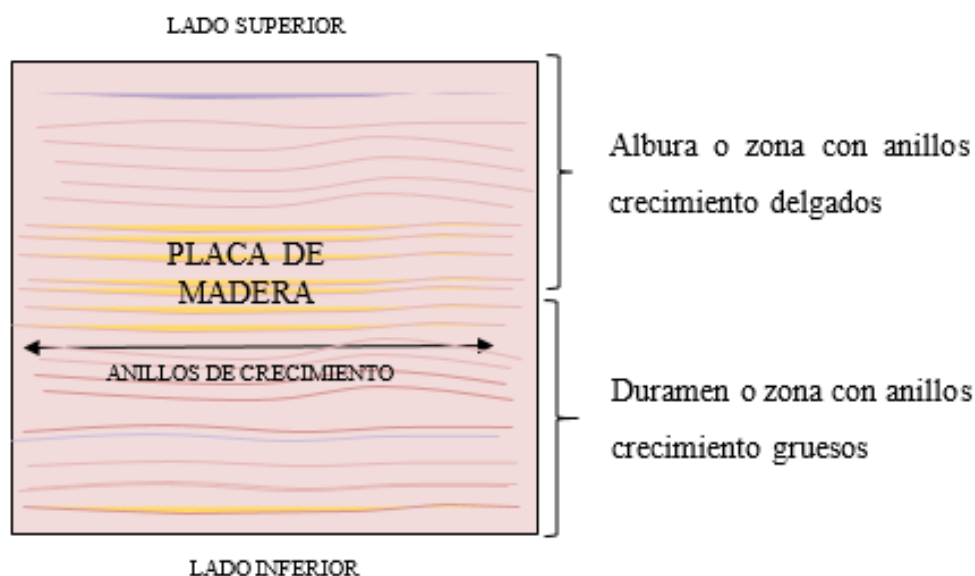 LADO SUPERIOR
Albura o zona con anillos
crecimiento delgados
PLACA DE
MADERA
ANILLOS DE CRECIMIENTO
Duramen o zona con anillos
crecimiento gruesos
LADO INFERIOR